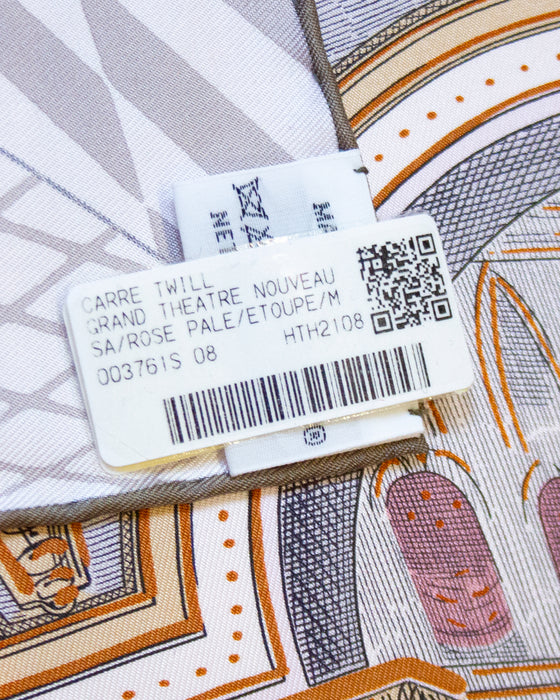 CARRE TWILL
GRAND THEATRE NOUVEAU
SA/ROSE PALE/ETOUPE/M
003761S 08
HTH2108